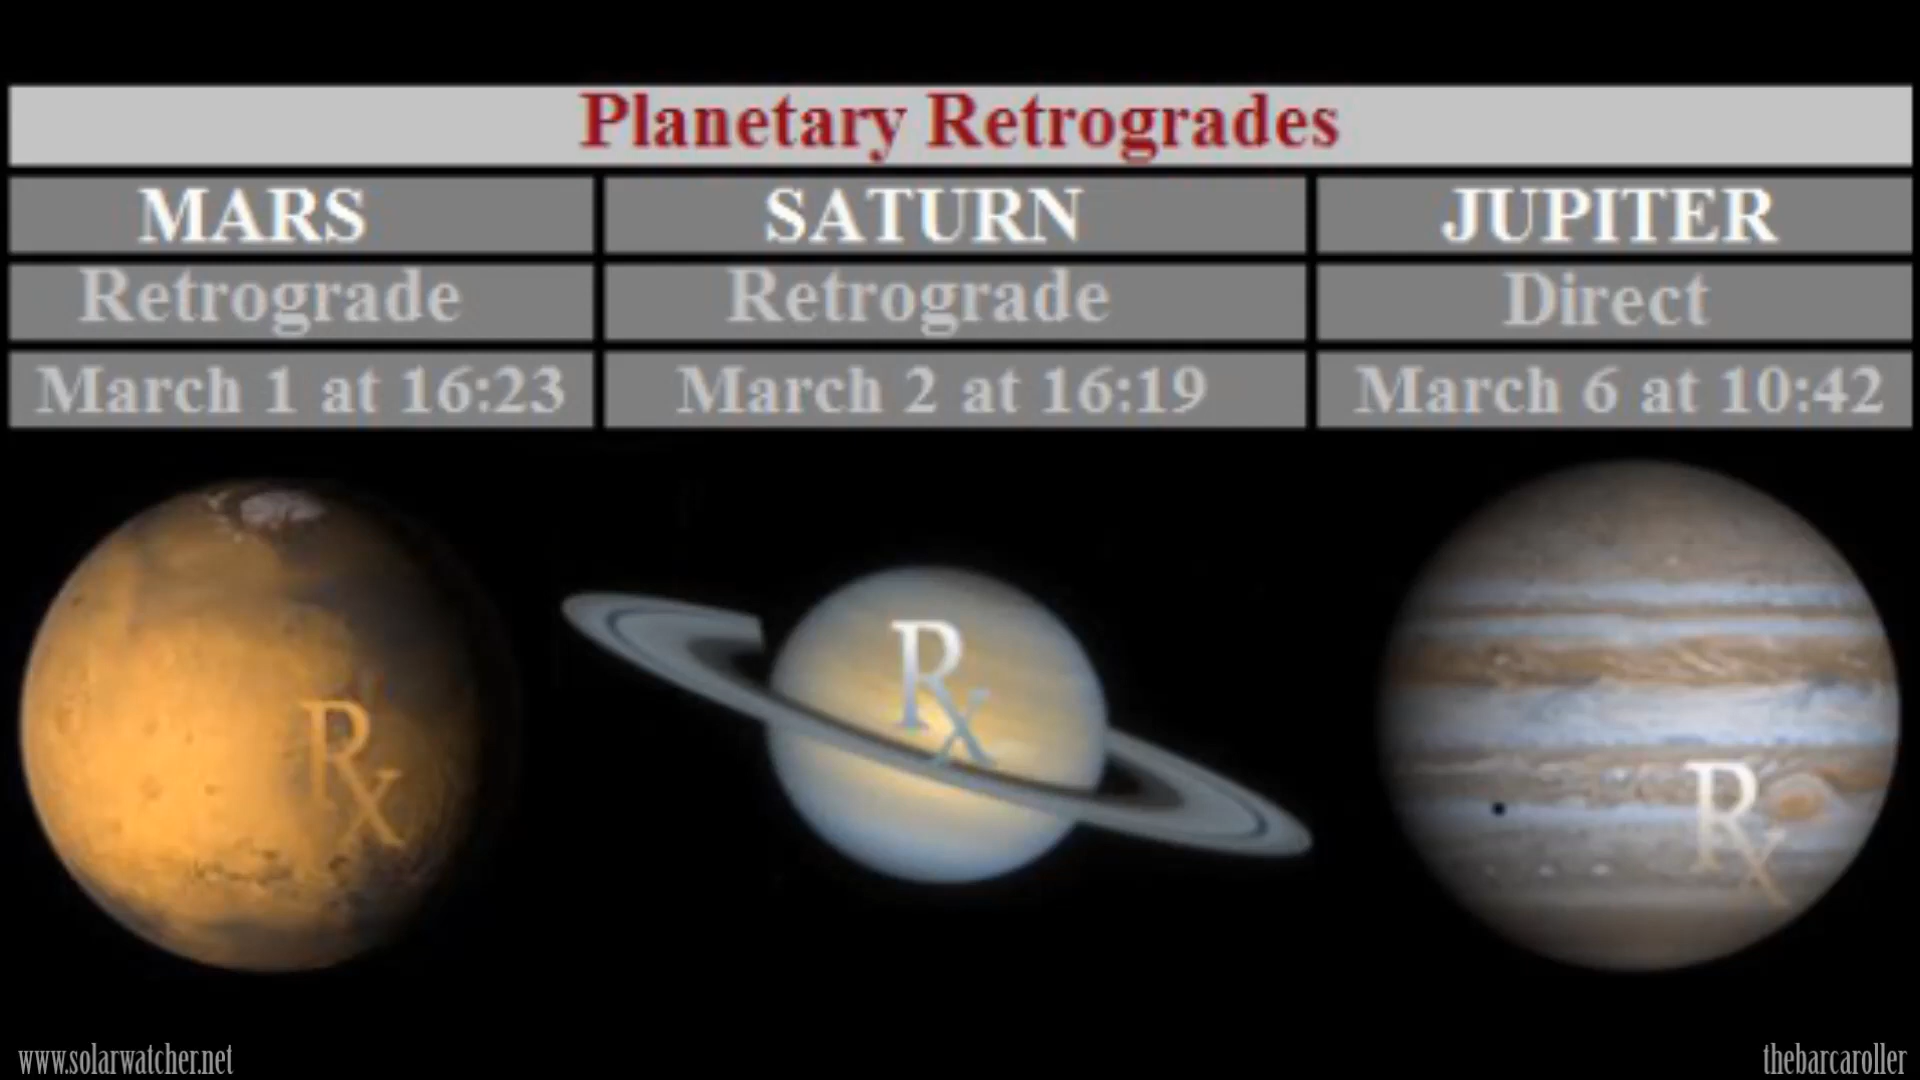 Planetary Retrogrades
MARS SATURN JUPITER
Retrograde Retrograde Direct
March 1 at 16:23 March 2 at 16:19 March 6 at 10:42
Rx Rx Rx
www.solarwatcher.net thebarcaroller